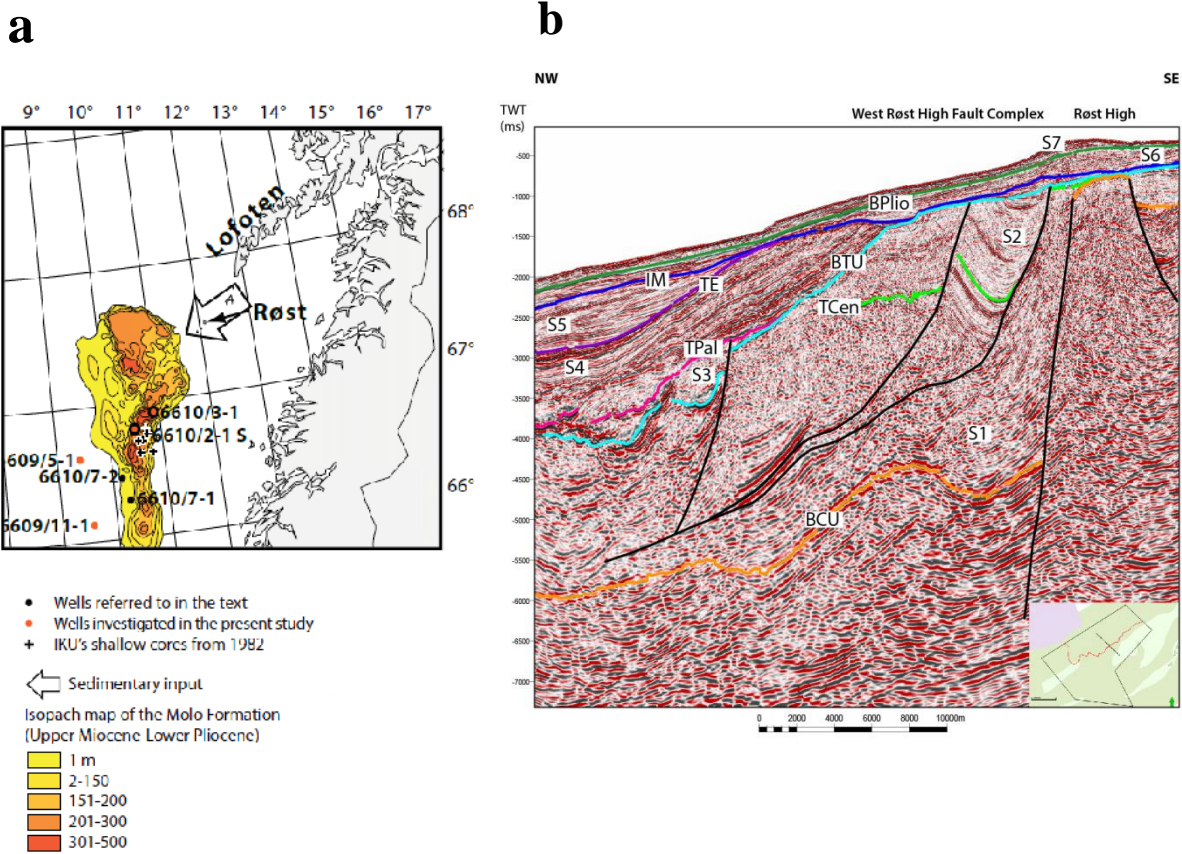 a
b
9° 10° 11° 12° 13° 14° 15° 16° 17°
68°
67°
66°
Lofoten
A
Røst
6610/3-1
6610/2-1 S
609/5-1
6610/7-2
6610/7-1
6609/11-1
Wells referred to in the text
Wells investigated in the present study
IKU's shallow cores from 1982
Sedimentary input
Isopach map of the Molo Formation
(Upper Miocene-Lower Pliocene)
1 m
2-150
151-200
201-300
301-500
NW
SE
TWT
(ms)
West Røst High Fault Complex
Røst High
-500
-1000
-1500
-2000
-2500
-3000
-3500
-4000
-4500
-5000
-5500
-6000
-6500
-7000
S7
S6
BPlio
S2
BTU
IM
TE
TCen
S5
S4
TPal
S3
S1
BCU
0 2000 4000 6000 8000 10000m